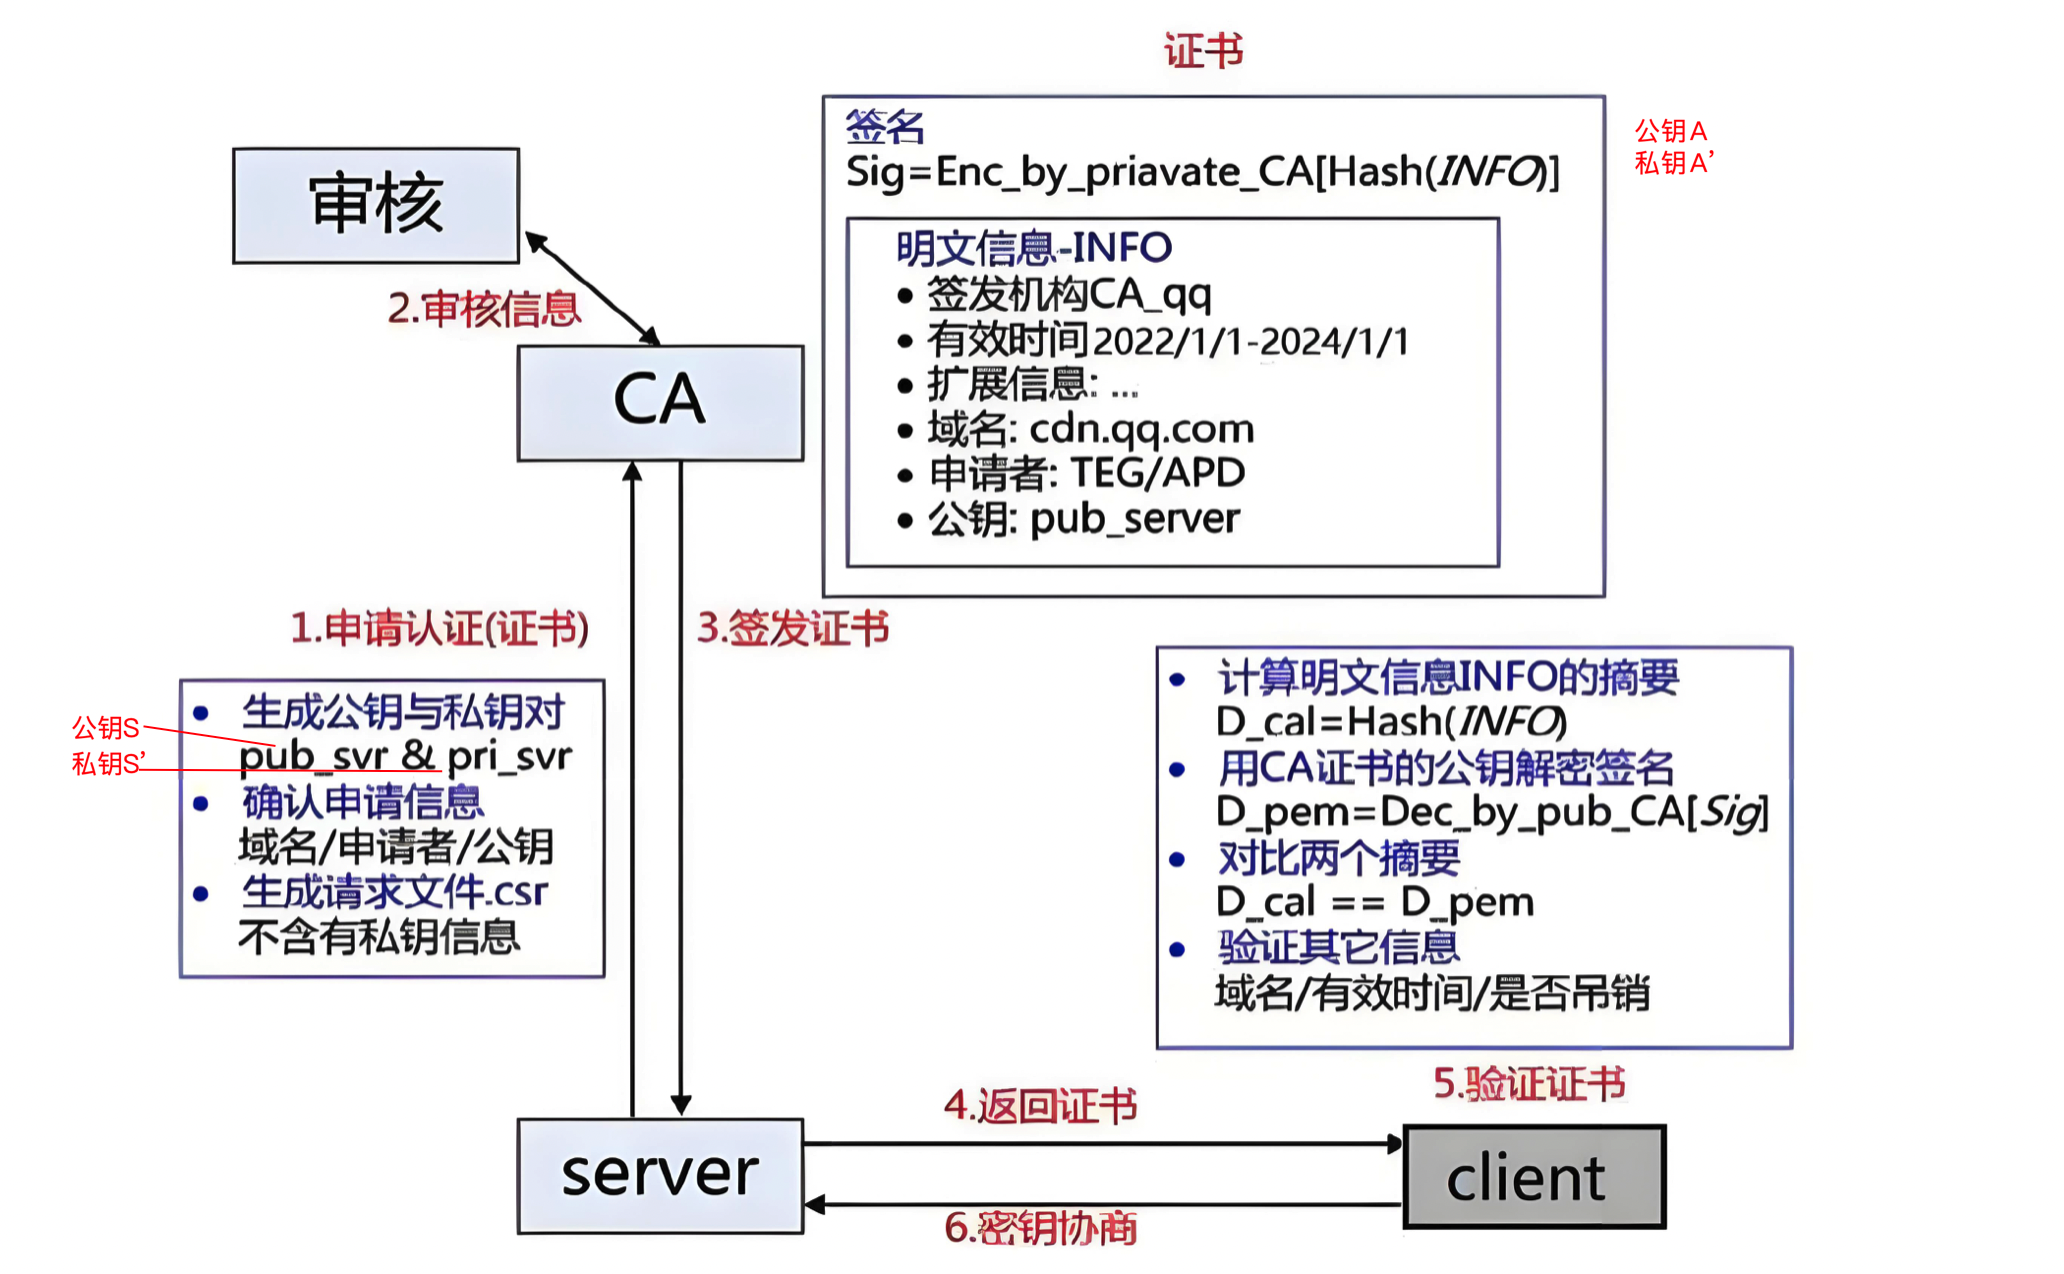 证书
签名
Sig=Enc_by_priavate_CA[Hash(INFO)]
公钥A
私钥A’
明文信息-INFO
• 签发机构CA_qq
• 有效时间2022/1/1-2024/1/1
• 扩展信息: ...
• 域名: cdn.qq.com
• 申请者: TEG/APD
• 公钥: pub_server
审核
2.审核信息
CA
1.申请认证(证书)
3.签发证书
公钥S
私钥S’
• 生成公钥与私钥对
pub_svr & pri_svr
• 确认申请信息
域名/申请者/公钥
• 生成请求文件.csr
不含有私钥信息
• 计算明文信息INFO的摘要
D_cal=Hash(INFO)
• 用CA证书的公钥解密签名
D_pem=Dec_by_pub_CA[Sig]
• 对比两个摘要
D_cal == D_pem
• 验证其它信息
域名/有效时间/是否吊销
5.验证证书
4.返回证书
server
client
6.密钥协商